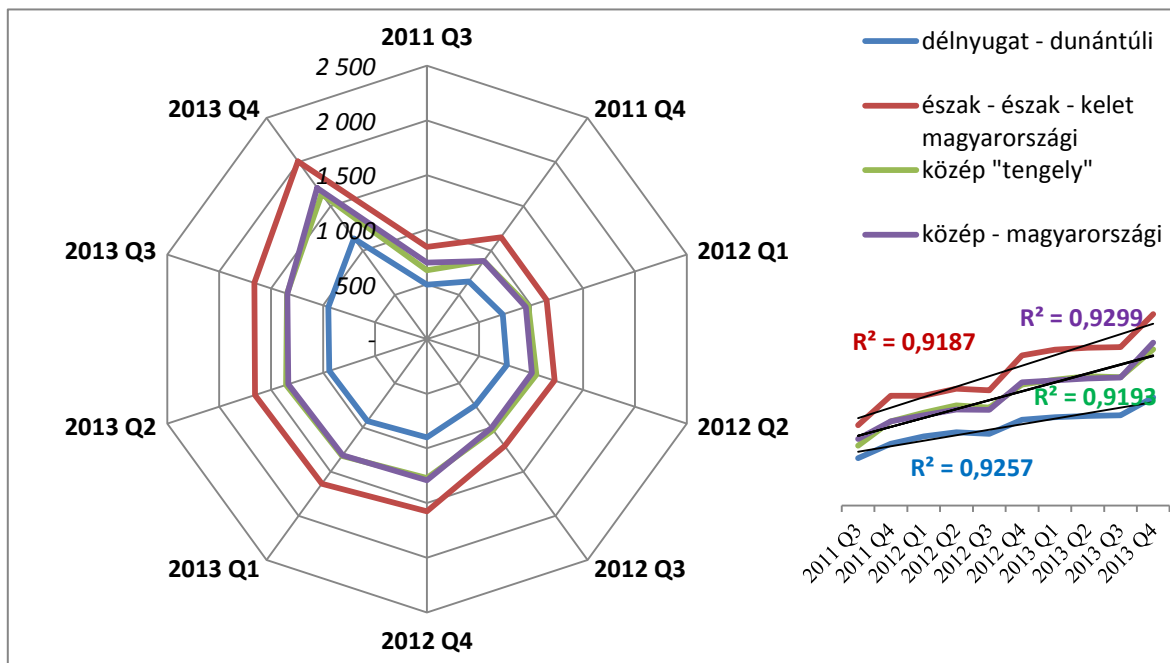 2011 Q3
2 500
2 000
1 500
1 000
500
-
2011 Q4
2012 Q1
2012 Q2
2012 Q3
2012 Q4
2013 Q1
2013 Q2
2013 Q3
2013 Q4
délnyugat - dunántúli
észak - észak - kelet
magyarországi
közép "tengely"
közép - magyarországi
R² = 0,9187
R² = 0,9299
R² = 0,9193
R² = 0,9257
2011 Q3
2011 Q4
2012 Q1
2012 Q2
2012 Q3
2012 Q4
2013 Q1
2013 Q2
2013 Q3
2013 Q4